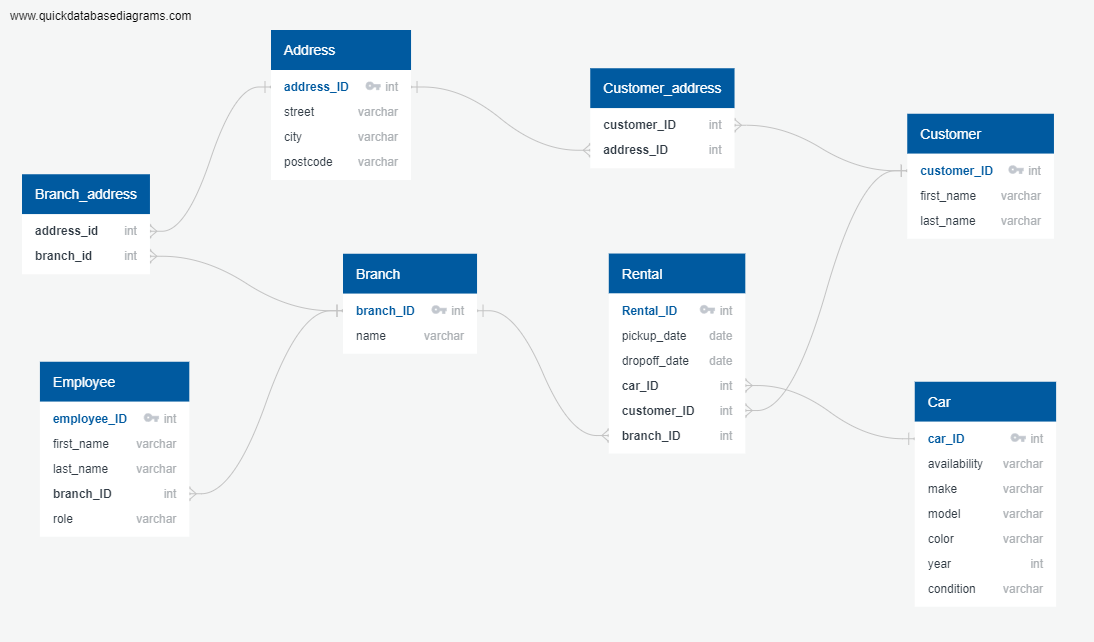 www.quickdatabasediagrams.com
Address
address_ID int
street varchar
city varchar
postcode varchar
Customer_address
customer_ID int
address_ID int
Customer
customer_ID int
first_name varchar
last_name varchar
Branch_address
address_id int
branch_id int
Branch
branch_ID int
name varchar
Rental
Rental_ID int
pickup_date date
dropoff_date date
car_ID int
customer_ID int
branch_ID int
Employee
employee_ID int
first_name varchar
last_name varchar
branch_ID int
role varchar
Car
car_ID int
availability varchar
make varchar
model varchar
color varchar
year int
condition varchar